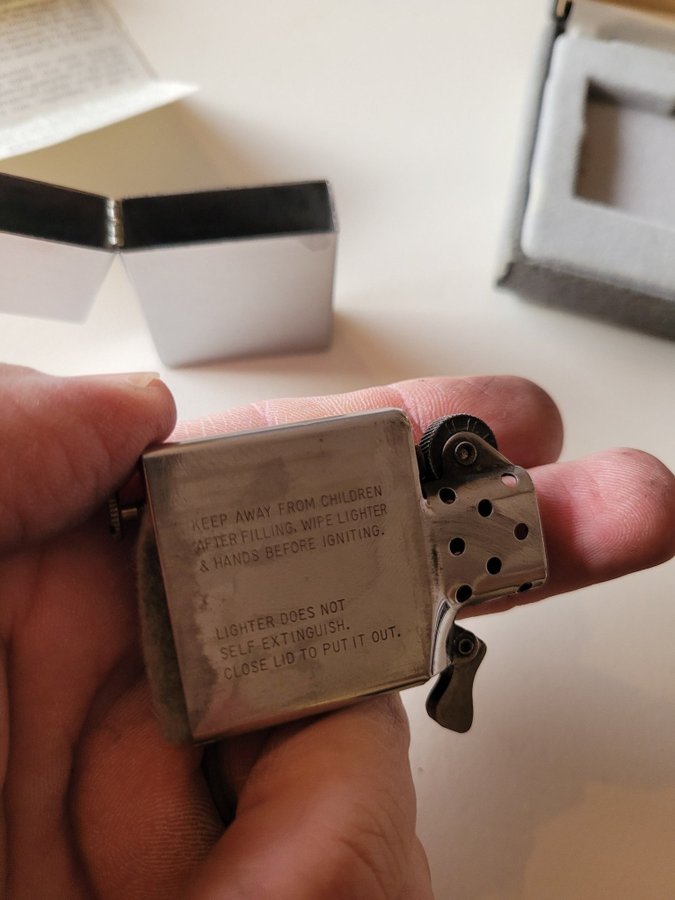 KEEP AWAY FROM CHILDREN
AFTER FILLING. WIPE LIGHTER
& HANDS BEFORE IGNITING.
LIGHTER DOES NOT
SELF EXTINGUISH.
CLOSE LID TO PUT IT OUT.